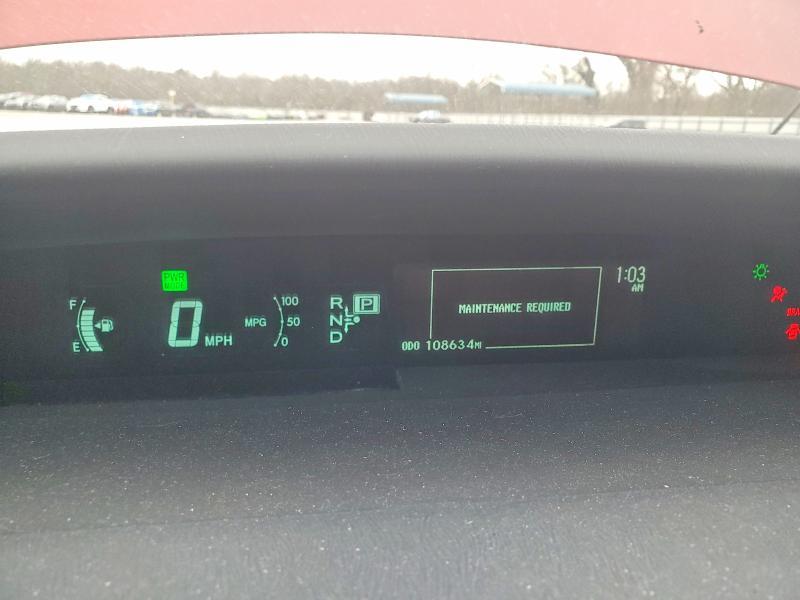 PWR
MODE
F
E
0 MPH
MPG
100
50
0
R
N
D
P
MAINTENANCE REQUIRED
ODO 108634MI
1:03
AM